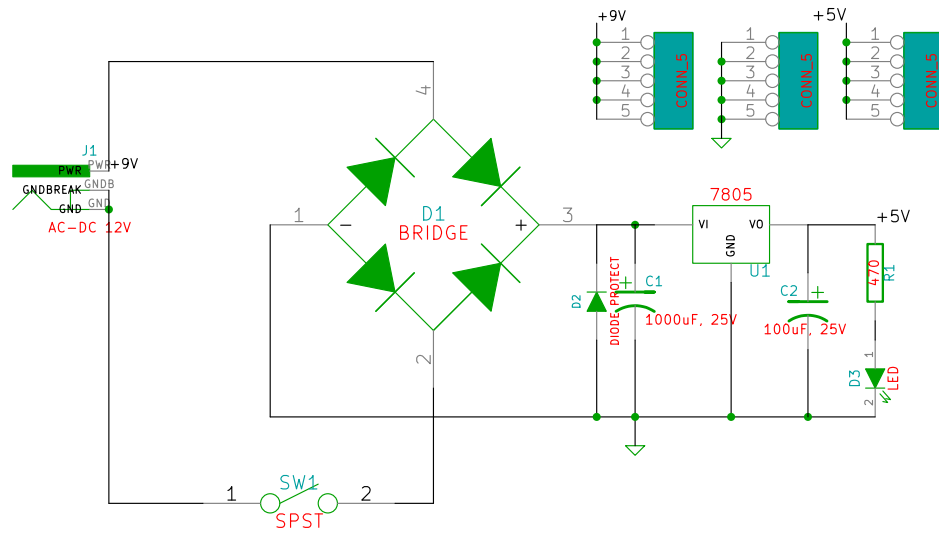 +9V
1
2
3
4
5
CONN_5
1
2
3
4
5
CONN_5
+5V
1
2
3
4
5
CONN_5
J1
PWR
PWR
+9V
GNDBREAK
GNDB
GND
GND
AC-DC 12V
4
1
-
D1
BRIDGE
+
3
2
D2
DIODE PROTECT
+
C1
1000uF, 25V
7805
VI
VO
GND
U1
C2
+
100uF, 25V
+5V
470
R1
1
D3
LED
2
SW1
1
2
SPST